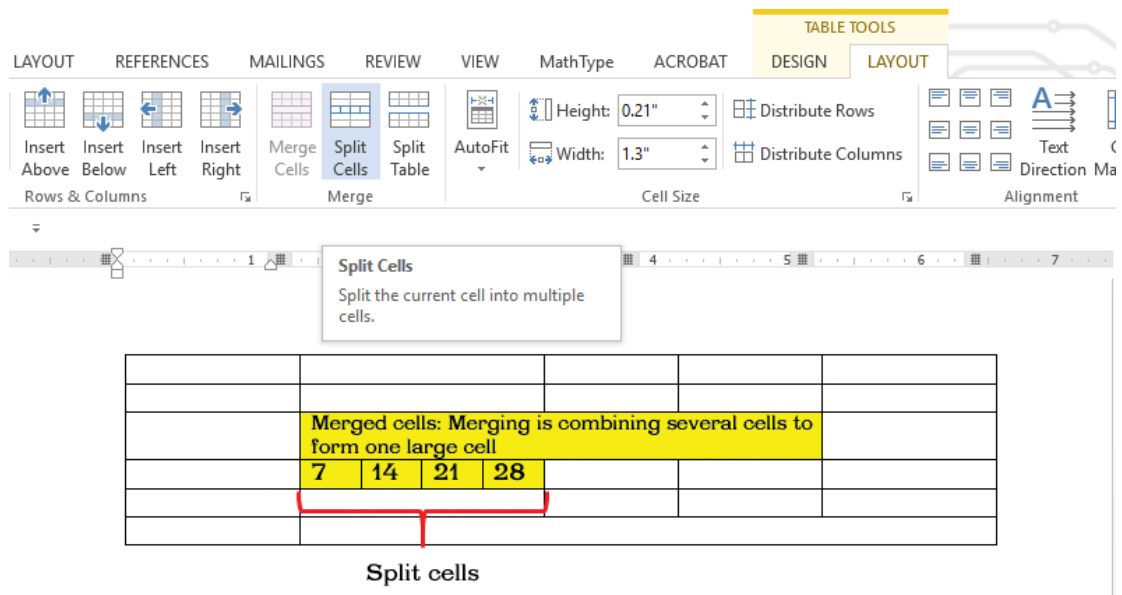 TABLE TOOLS
LAYOUT REFERENCES MAILINGS REVIEW VIEW MathType ACROBAT DESIGN LAYOUT
Height: 0.21" Distribute Rows
Insert Insert Insert Insert Merge Split Split AutoFit Text
Width: 1.3" Distribute Columns
Above Below Left Right Cells Cells Table Direction
Rows & Columns Merge Cell Size Alignment
1 4 5 6 7
Split Cells
Split the current cell into multiple
cells.
Merged cells: Merging is combining several cells to
form one large cell
7 14 21 28
Split cells